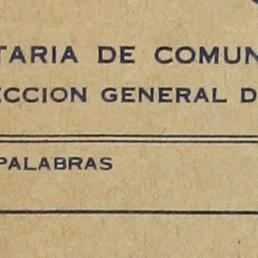 TARIA DE COMUN
ECCION GENERAL D
PALABRAS